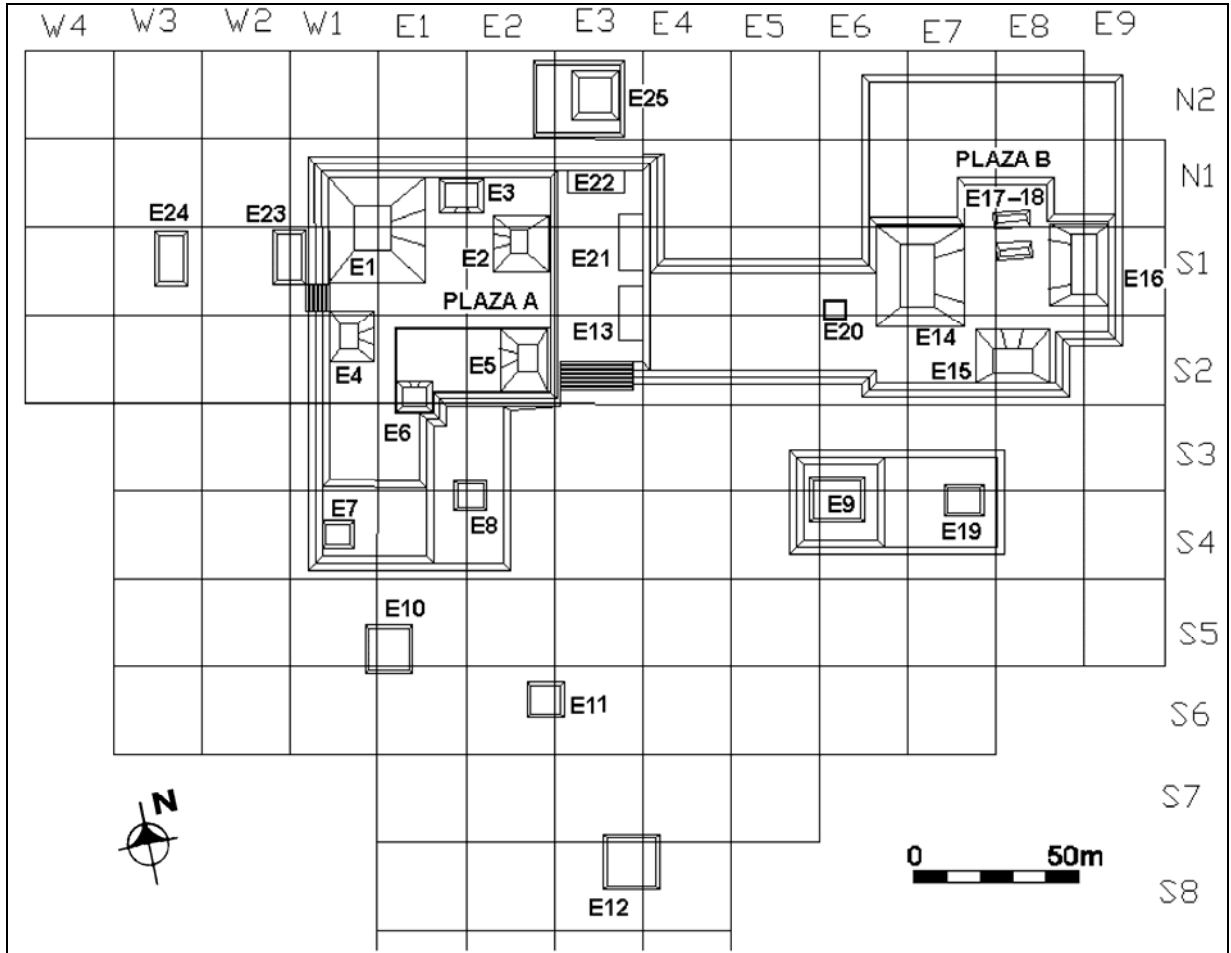 W4 W3 W2 W1 E1 E2 E3 E4 E5 E6 E7 E8 E9
N2
E25
PLAZA B
N1
E22
E3
E17–18
E24 E23
E1 E2 E21 S1
E16
PLAZA A
E13 E20 E14
E4 E5 E15 S2
E6
S3
E7 E8 E9 E19
S4
E10
S5
E11
S6
N
S7
0 50m
E12
S8